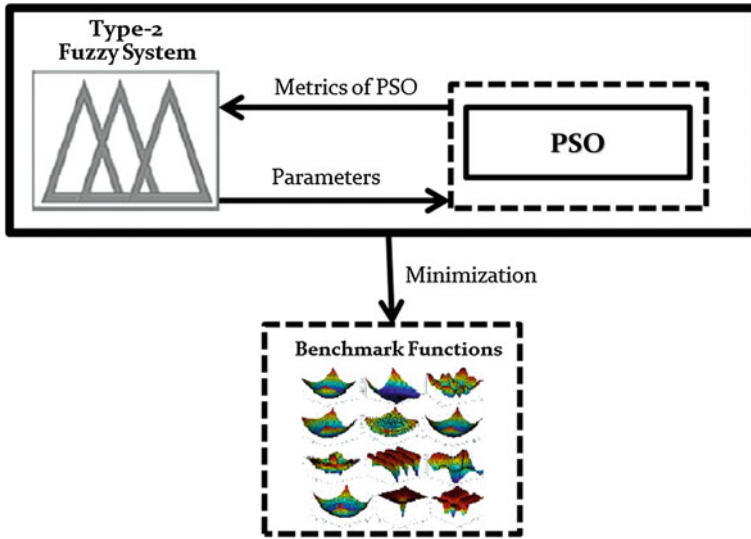 Type-2
Fuzzy System
Metrics of PSO
PSO
Parameters
Minimization
Benchmark Functions